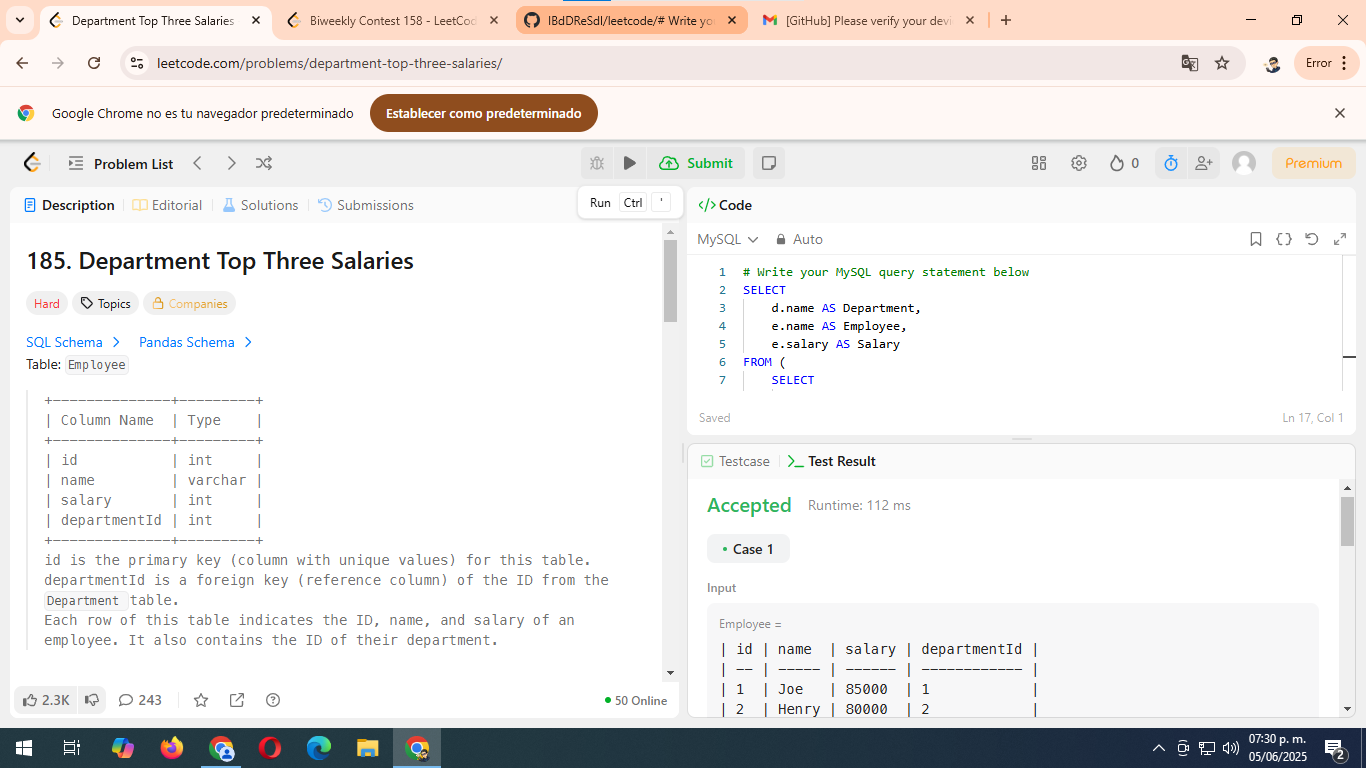 Department Top Three Salaries
Biweekly Contest 158 - LeetCod
IBdDReSdI/leetcode/# Write yo
[GitHub] Please verify your devi
leetcode.com/problems/department-top-three-salaries/
Error
Google Chrome no es tu navegador predeterminado
Establecer como predeterminado
Problem List
Submit
0
Premium
Description
Editorial
Solutions
Submissions
Run Ctrl '
</> Code
185. Department Top Three Salaries
MySQL
Auto
Hard
Topics
Companies
SQL Schema
Pandas Schema
Table: Employee
+--------------+---------+
| Column Name  | Type    |
+--------------+---------+
| id           | int     |
| name         | varchar |
| salary       | int     |
| departmentId | int     |
+--------------+---------+
id is the primary key (column with unique values) for this table.
departmentId is a foreign key (reference column) of the ID from the
Department table.
Each row of this table indicates the ID, name, and salary of an
employee. It also contains the ID of their department.
2.3K
243
50 Online
1 # Write your MySQL query statement below
2 SELECT
3     d.name AS Department,
4     e.name AS Employee,
5     e.salary AS Salary
6 FROM (
7     SELECT
Saved
Ln 17, Col 1
Testcase
>_ Test Result
Accepted
Runtime: 112 ms
• Case 1
Input
Employee =
| id | name  | salary | departmentId |
| -- | ----- | ------ | ------------ |
| 1  | Joe   | 85000  | 1            |
| 2  | Henry | 80000  | 2            |
07:30 p. m.
05/06/2025
2